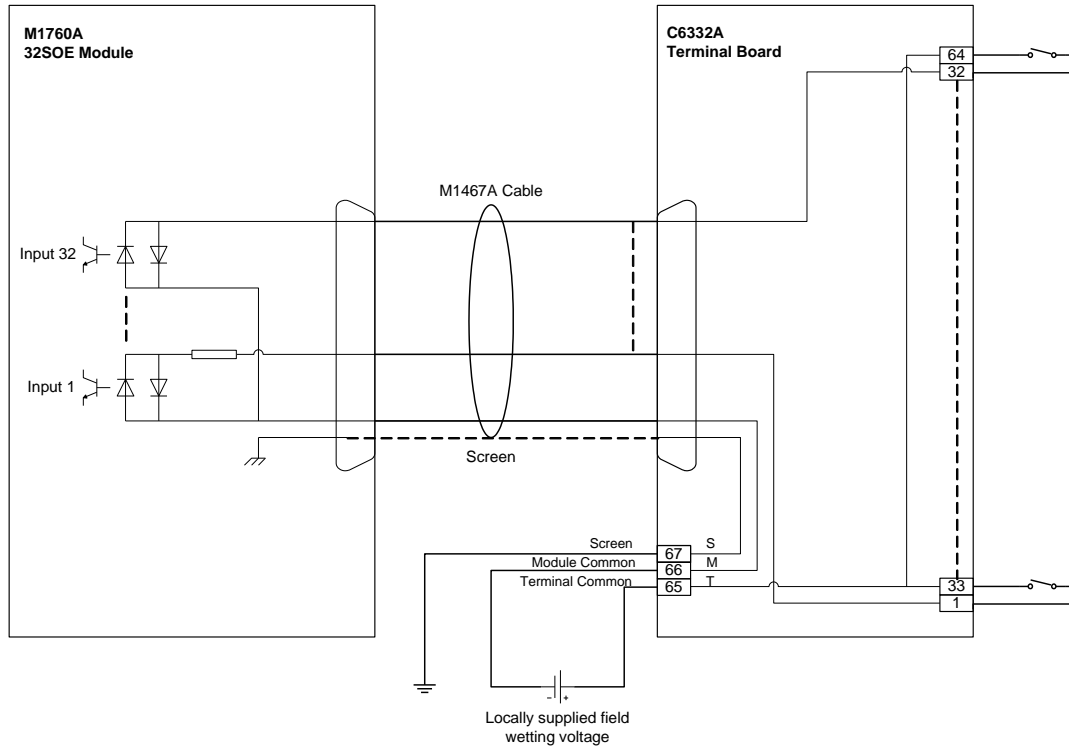 M1760A
32SOE Module
C6332A
Terminal Board
64
32
M1467A Cable
Input 32
Input 1
Screen
Screen
67
S
Module Common
66
M
Terminal Common
65
T
33
1
-
+
Locally supplied field
wetting voltage